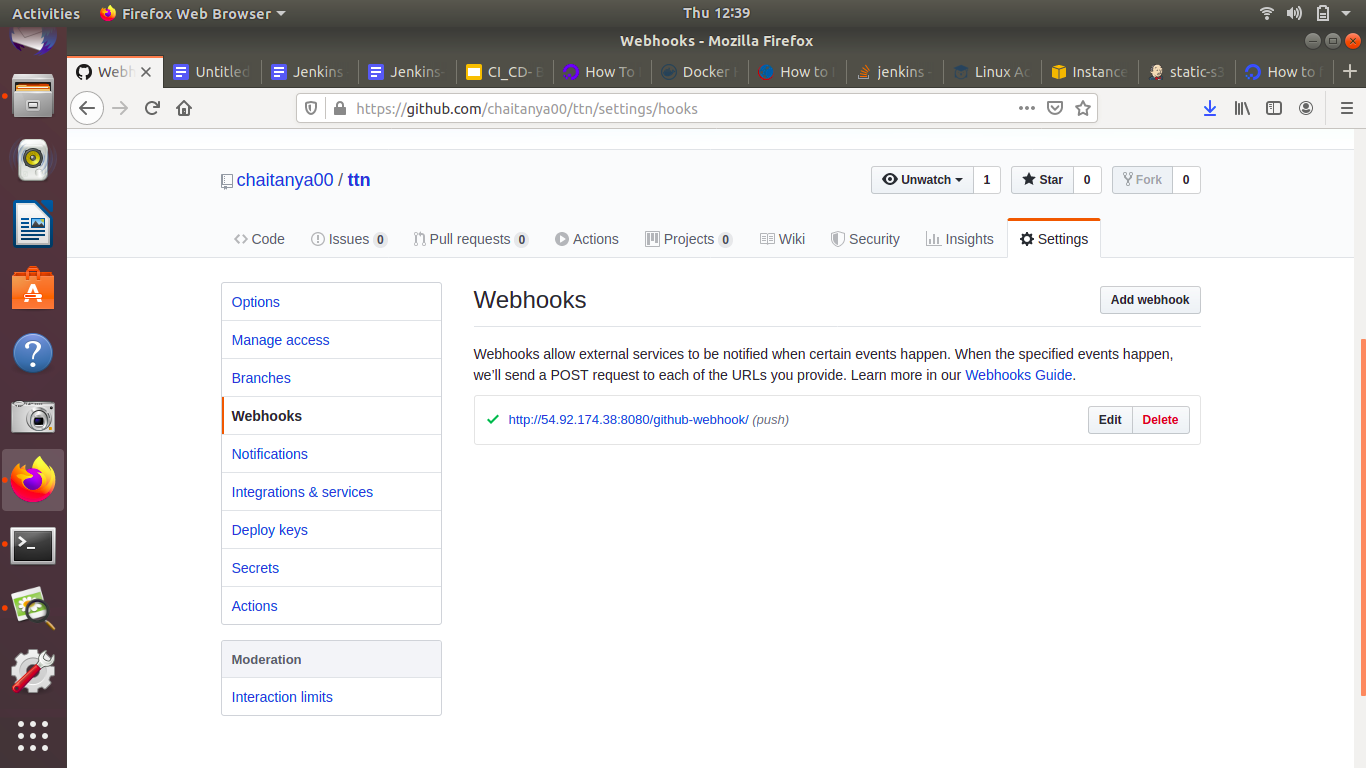 Activities Firefox Web Browser Thu 12:39
Webhooks - Mozilla Firefox
Webh Untitled Jenkins Jenkins- CI_CD- How To Docker How to jenkins - Linux Ac Instance static-s3 How to
https://github.com/chaitanya00/ttn/settings/hooks
chaitanya00 / ttn Unwatch 1 Star 0 Fork 0
Code Issues 0 Pull requests 0 Actions Projects 0 Wiki Security Insights Settings
Options
Manage access
Branches
Webhooks
Notifications
Integrations & services
Deploy keys
Secrets
Actions
Moderation
Interaction limits
Webhooks Add webhook
Webhooks allow external services to be notified when certain events happen. When the specified events happen,
we'll send a POST request to each of the URLs you provide. Learn more in our Webhooks Guide.
http://54.92.174.38:8080/github-webhook/ (push) Edit Delete